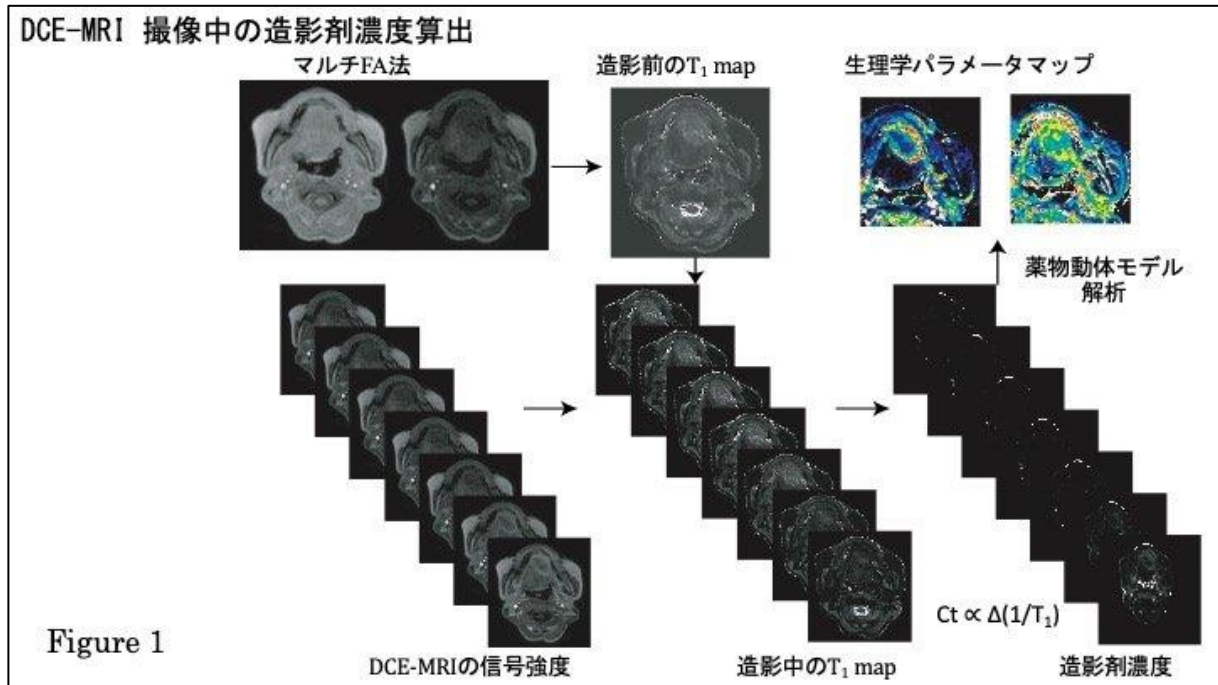 DCE-MRI 撮像中の造影剤濃度算出
マルチFA法
造影前のT₁ map
生理学パラメータマップ
薬物動体モデル
解析
Ct ∝ Δ(1/T₁)
Figure 1
DCE-MRIの信号強度
造影中のT₁ map
造影剤濃度